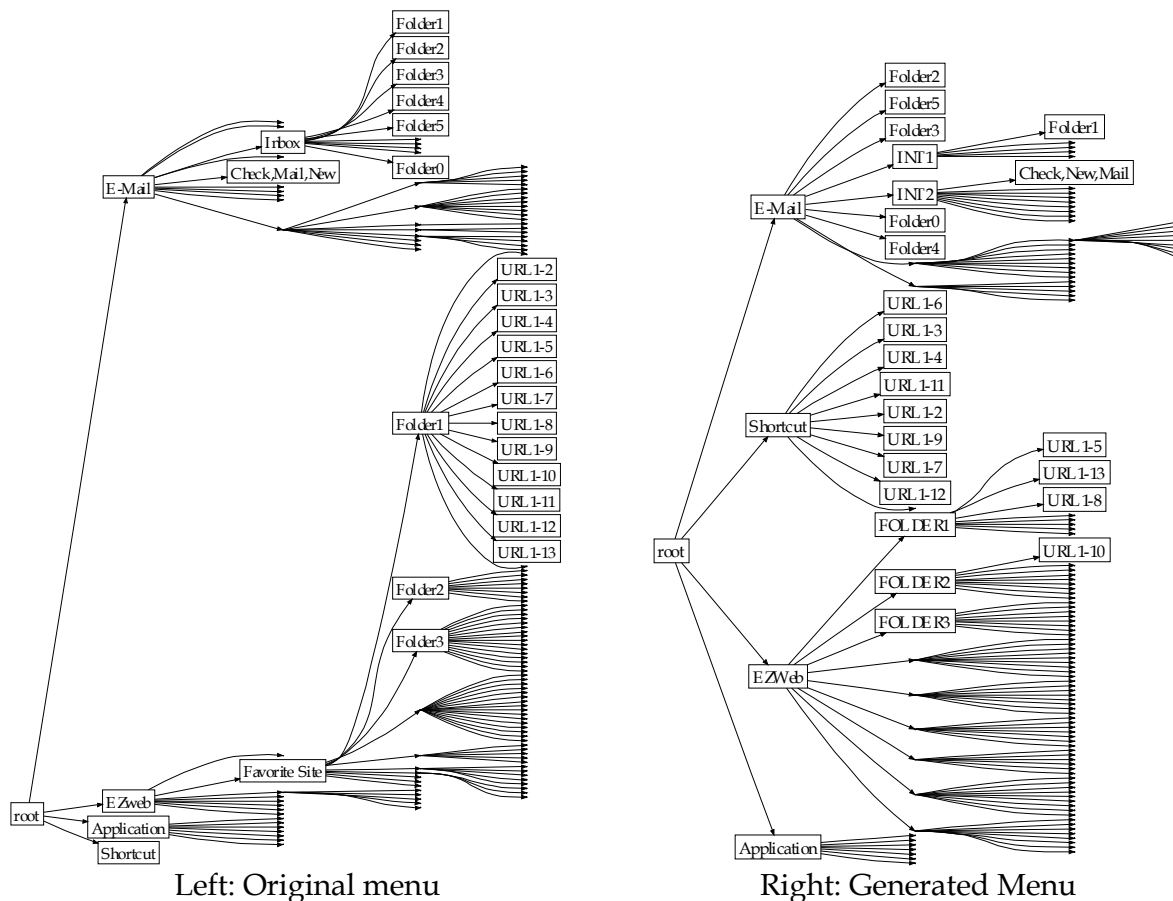 Folder1
Folder2
Folder3
Folder4
Folder5
Inbox
Folder0
Check,Mail,New
E-Mail
URL1-2
URL1-3
URL1-4
URL1-5
URL1-6
URL1-7
URL1-8
Folder1
URL1-9
URL1-10
URL1-11
URL1-12
URL1-13
Folder2
Folder3
Favorite Site
EZweb
root
Application
Shortcut
Left: Original menu
Folder2
Folder5
Folder3
Folder1
INT1
Check,New,Mail
INT2
E-Mail
Folder0
Folder4
URL1-6
URL1-3
URL1-4
URL1-11
URL1-2
Shortcut
URL1-9
URL1-7
URL1-12
URL1-5
URL1-13
URL1-8
FOLDER1
root
URL1-10
FOLDER2
FOLDER3
EZWeb
Application
Right: Generated Menu